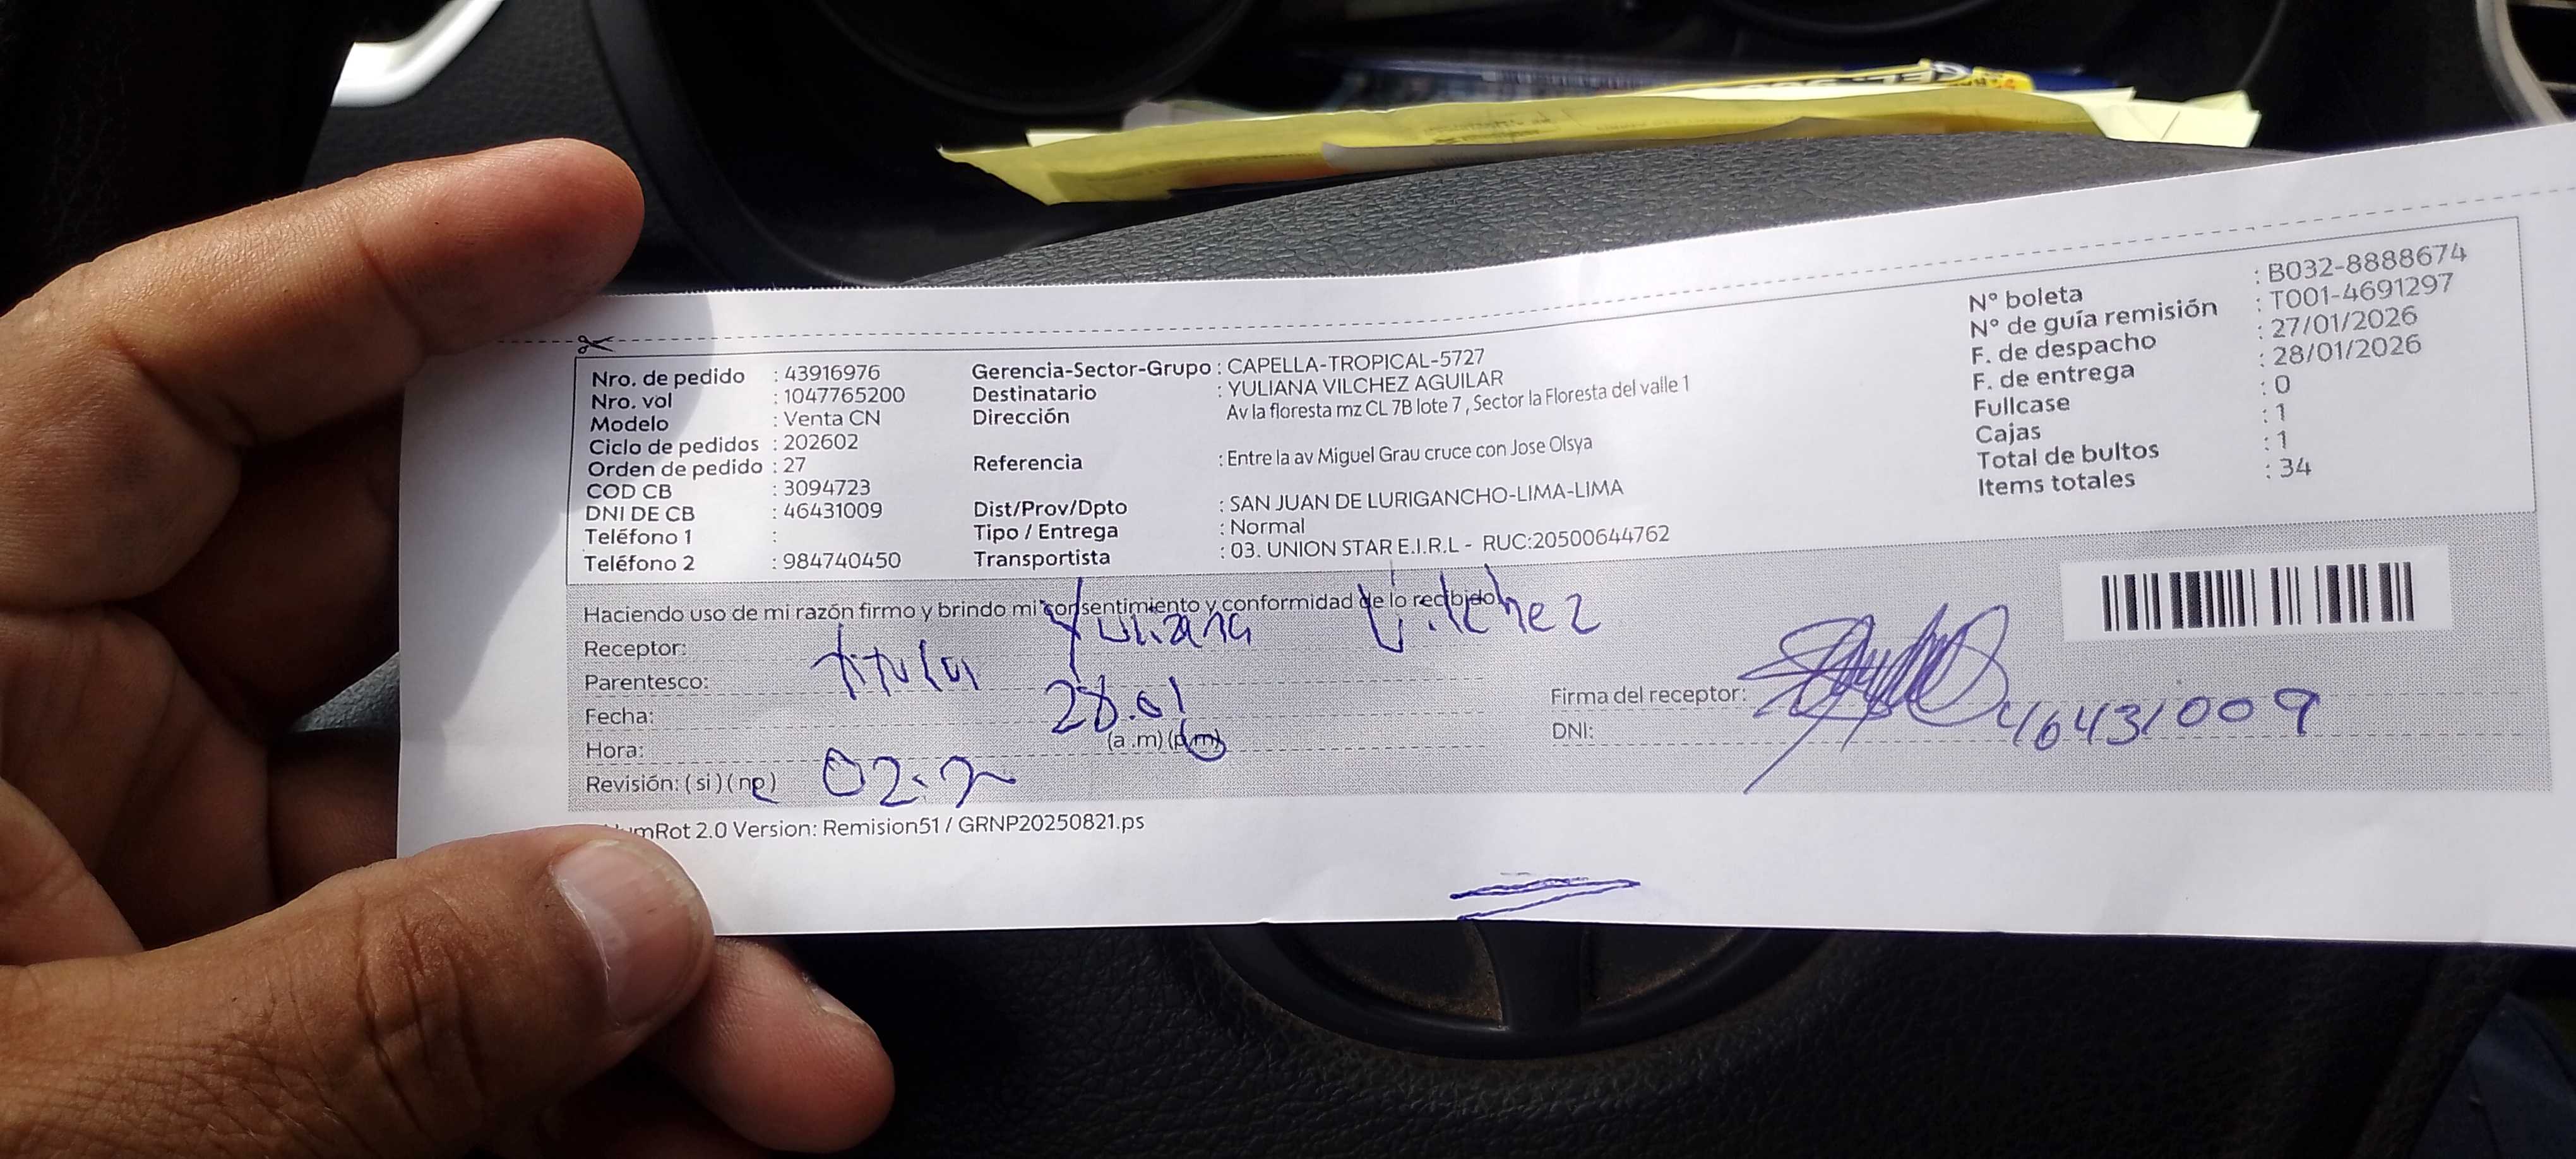 Nro. de pedido : 43916976
Nro. vol : 1047765200
Modelo : Venta CN
Ciclo de pedidos : 202602
Orden de pedido : 27
COD CB : 3094723
DNI DE CB : 46431009
Teléfono 1 :
Teléfono 2 : 984740450
Gerencia-Sector-Grupo : CAPELLA-TROPICAL-5727
Destinatario : YULIANA VILCHEZ AGUILAR
Dirección Av la floresta mz CL 7B lote 7 , Sector la Floresta del valle 1
Referencia : Entre la av Miguel Grau cruce con Jose Olsya
Dist/Prov/Dpto : SAN JUAN DE LURIGANCHO-LIMA-LIMA
Tipo / Entrega : Normal
Transportista : 03. UNION STAR E.I.R.L - RUC:20500644762
N° boleta : B032-8888674
N° de guía remisión : T001-4691297
F. de despacho : 27/01/2026
F. de entrega : 28/01/2026
Fullcase : 0
Cajas : 1
Total de bultos : 1
Items totales : 34
Haciendo uso de mi razón firmo y brindo mi consentimiento y conformidad de lo recibido
Receptor: Yuliana Vilchez
Parentesco: titular
Fecha: 28.01
Hora: (a.m) (p.m)
Revisión: ( si ) ( no )
Firma del receptor:
DNI: 46431009
mRot 2.0 Version: Remision51 / GRNP20250821.ps